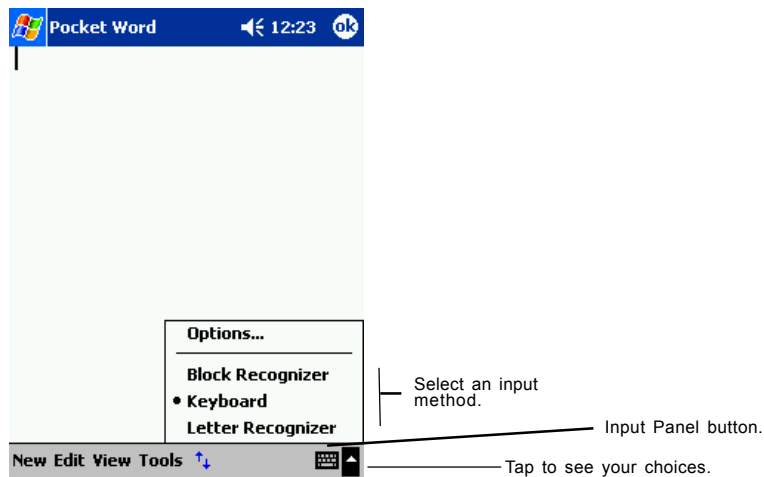 Pocket Word 12:23 ok
Options...
Block Recognizer
Keyboard
Letter Recognizer
Select an input
method.
Input Panel button.
New Edit View Tools
Tap to see your choices.